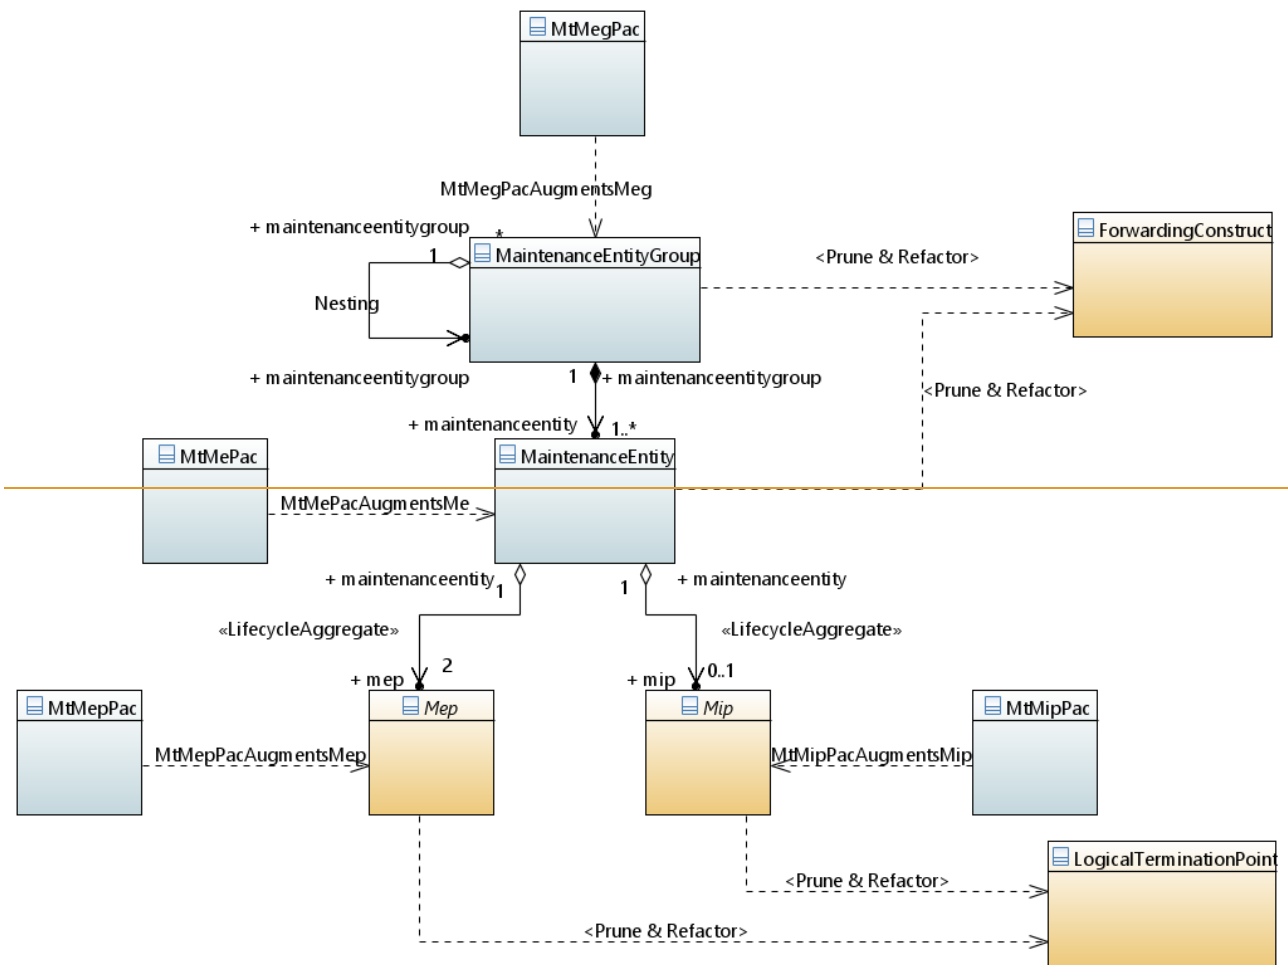 MtMegPac
MtMegPacAugmentsMeg
+ maintenanceentitygroup
*
1
MaintenanceEntityGroup
ForwardingConstruct
<Prune & Refactor>
Nesting
+ maintenanceentitygroup
1
+ maintenanceentitygroup
<Prune & Refactor>
+ maintenanceentity
1..*
MtMePac
MaintenanceEntity
MtMePacAugmentsMe
+ maintenanceentity
1
1
+ maintenanceentity
«LifecycleAggregate»
«LifecycleAggregate»
2
0..1
+ mep
+ mip
MtMepPac
Mep
Mip
MtMipPac
MtMepPacAugmentsMep
MtMipPacAugmentsMip
LogicalTerminationPoint
<Prune & Refactor>
<Prune & Refactor>